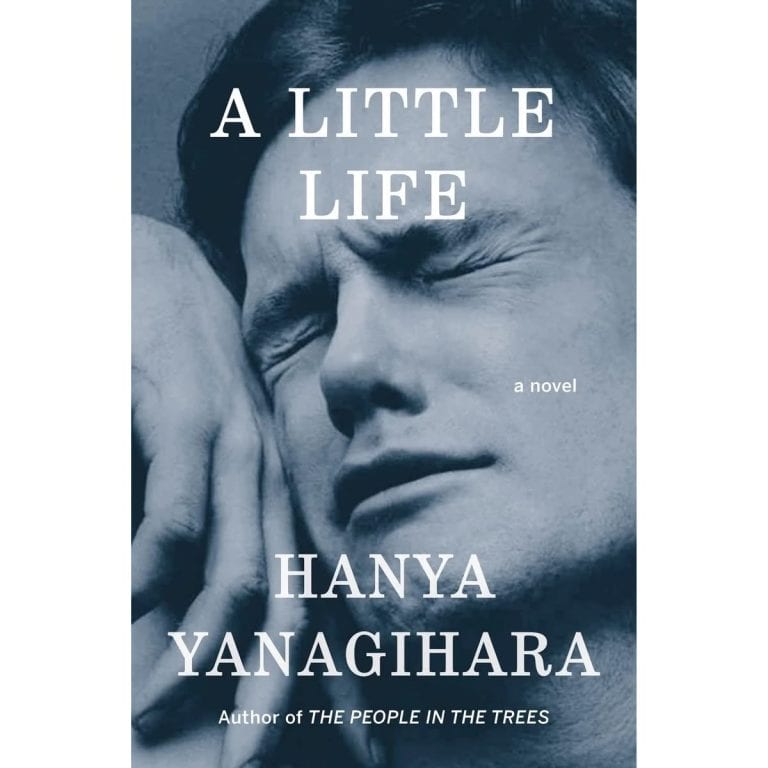 A LITTLE
LIFE
a novel
HANYA
YANAGIHARA
Author of THE PEOPLE IN THE TREES